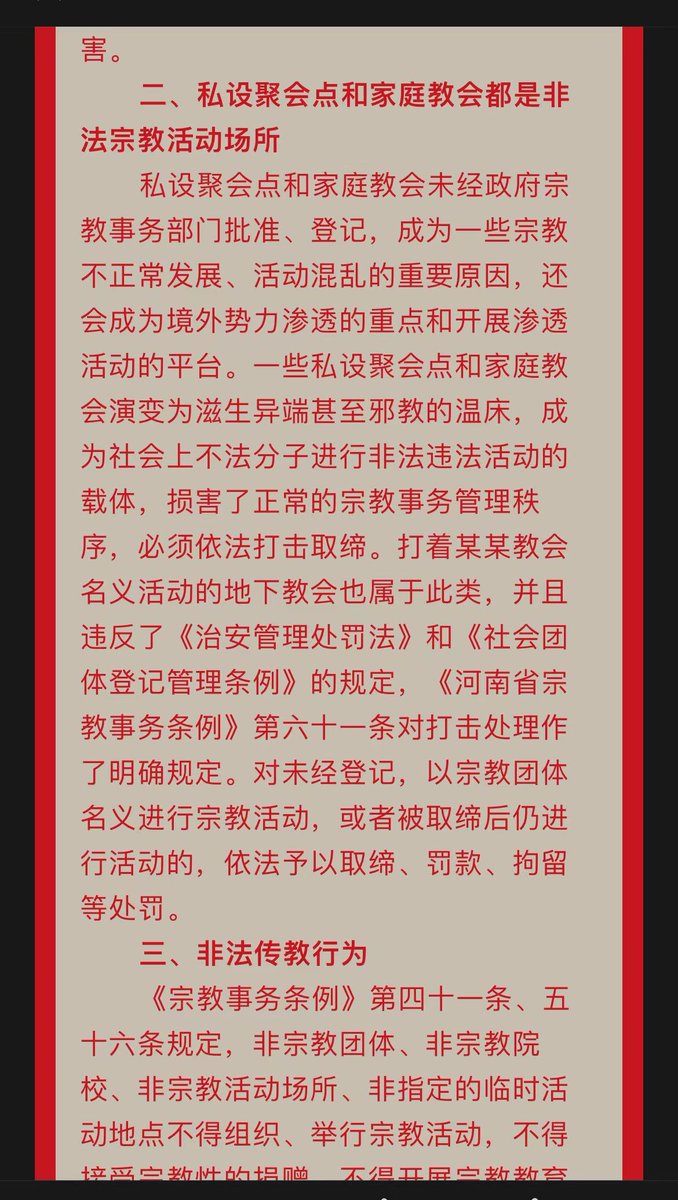 害。
二、私设聚会点和家庭教会都是非
法宗教活动场所
私设聚会点和家庭教会未经政府宗
教事务部门批准、登记，成为一些宗教
不正常发展、活动混乱的重要原因，还
会成为境外势力渗透的重点和开展渗透
活动的平台。一些私设聚会点和家庭教
会演变为滋生异端甚至邪教的温床，成
为社会上不法分子进行非法违法活动的
载体，损害了正常的宗教事务管理秩
序，必须依法打击取缔。打着某某教会
名义活动的地下教会也属于此类，并且
违反了《治安管理处罚法》和《社会团
体登记管理条例》的规定，《河南省宗
教事务条例》第六十一条对打击处理作
了明确规定。对未经登记，以宗教团体
名义进行宗教活动，或者被取缔后仍进
行活动的，依法予以取缔、罚款、拘留
等处罚。
三、非法传教行为
《宗教事务条例》第四十一条、五
十六条规定，非宗教团体、非宗教院
校、非宗教活动场所、非指定的临时活
动地点不得组织、举行宗教活动，不得
接受宗教性的捐赠，不得开展宗教教育